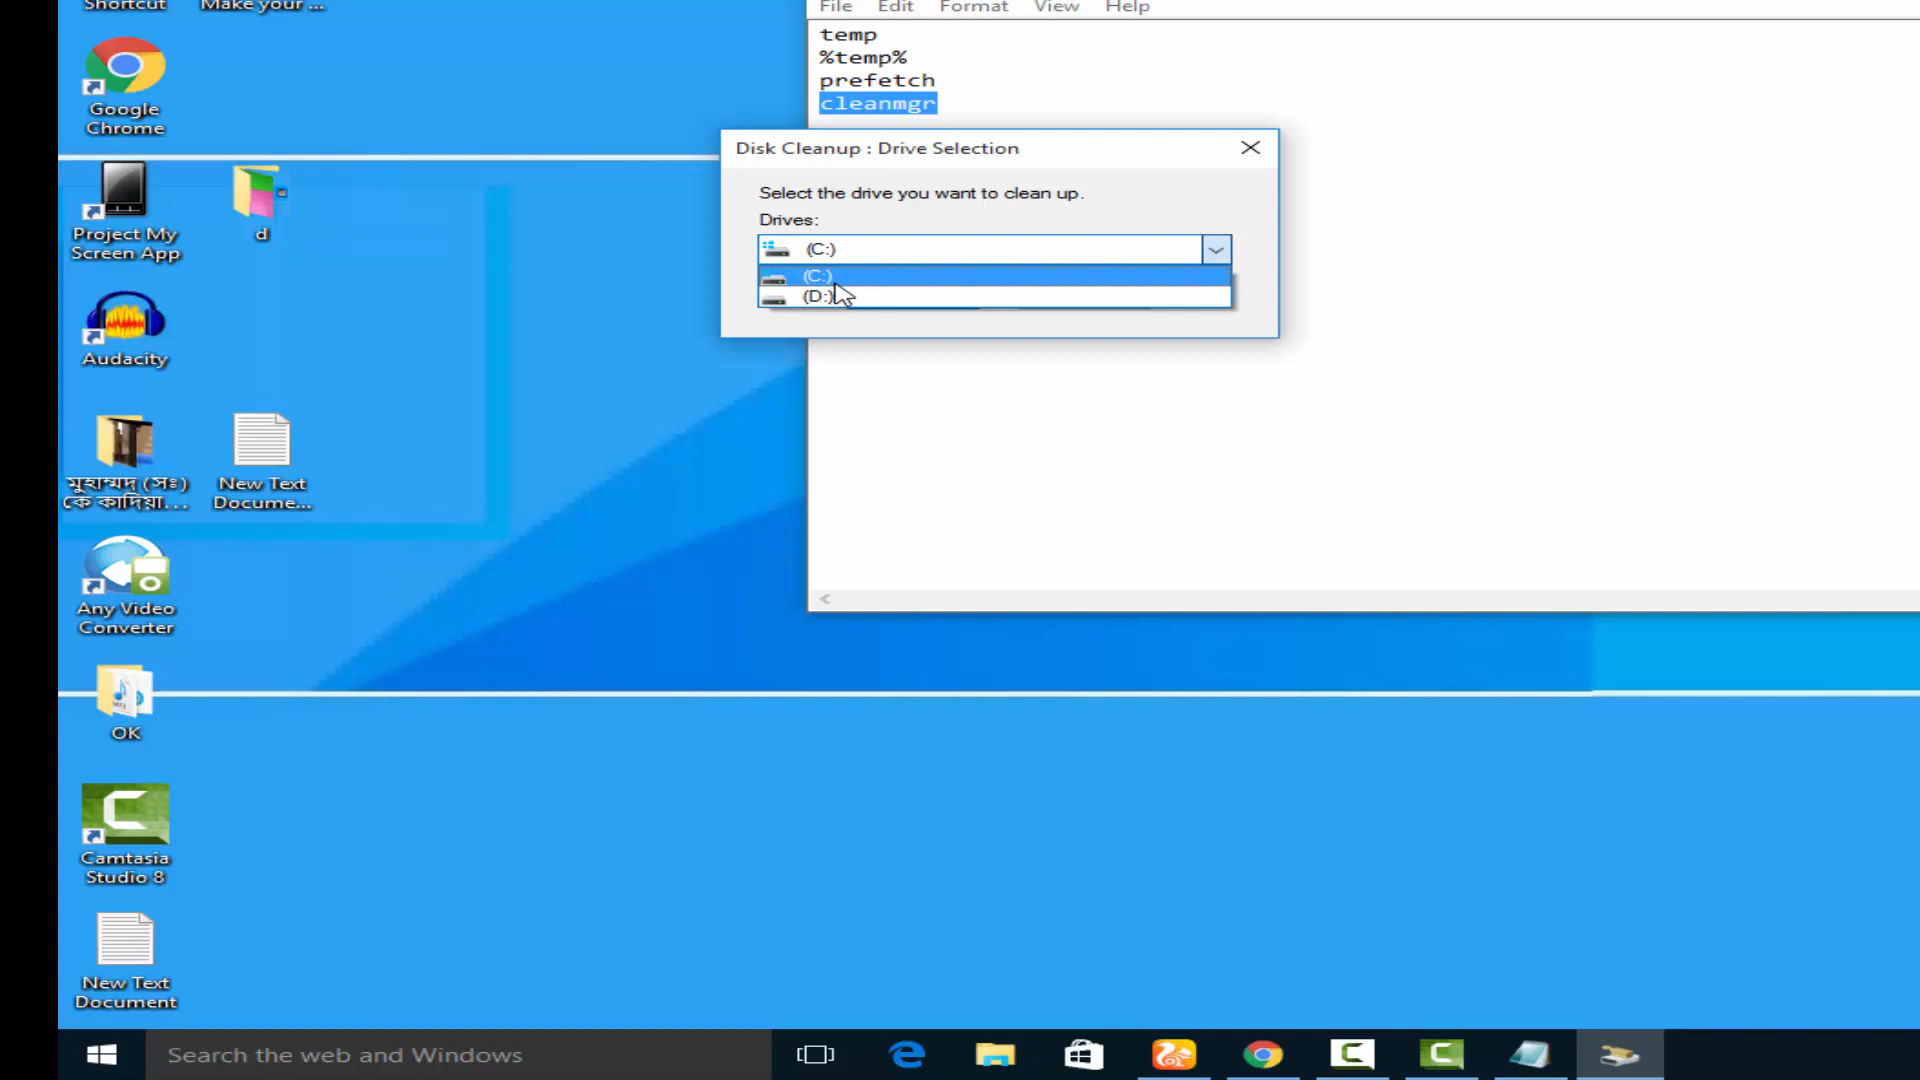 Shortcut
Make your ...
Google
Chrome
Project My
Screen App
d
Audacity
মুহাম্মদ (সঃ)
কে কাদিয়া...
New Text
Docume...
Any Video
Converter
OK
Camtasia
Studio 8
New Text
Document
File Edit Format View Help
temp
%temp%
prefetch
cleanmgr
Disk Cleanup : Drive Selection
Select the drive you want to clean up.
Drives:
(C:)
(C:)
(D:)
Search the web and Windows